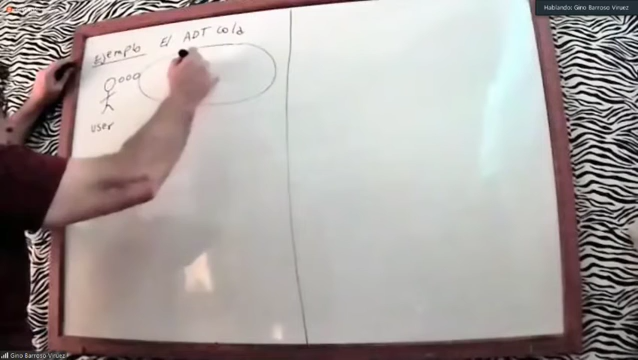 Hablando: Gino Barroso Viruez
Ejemplo El ADT Cola
user
Gino Barroso Viruez